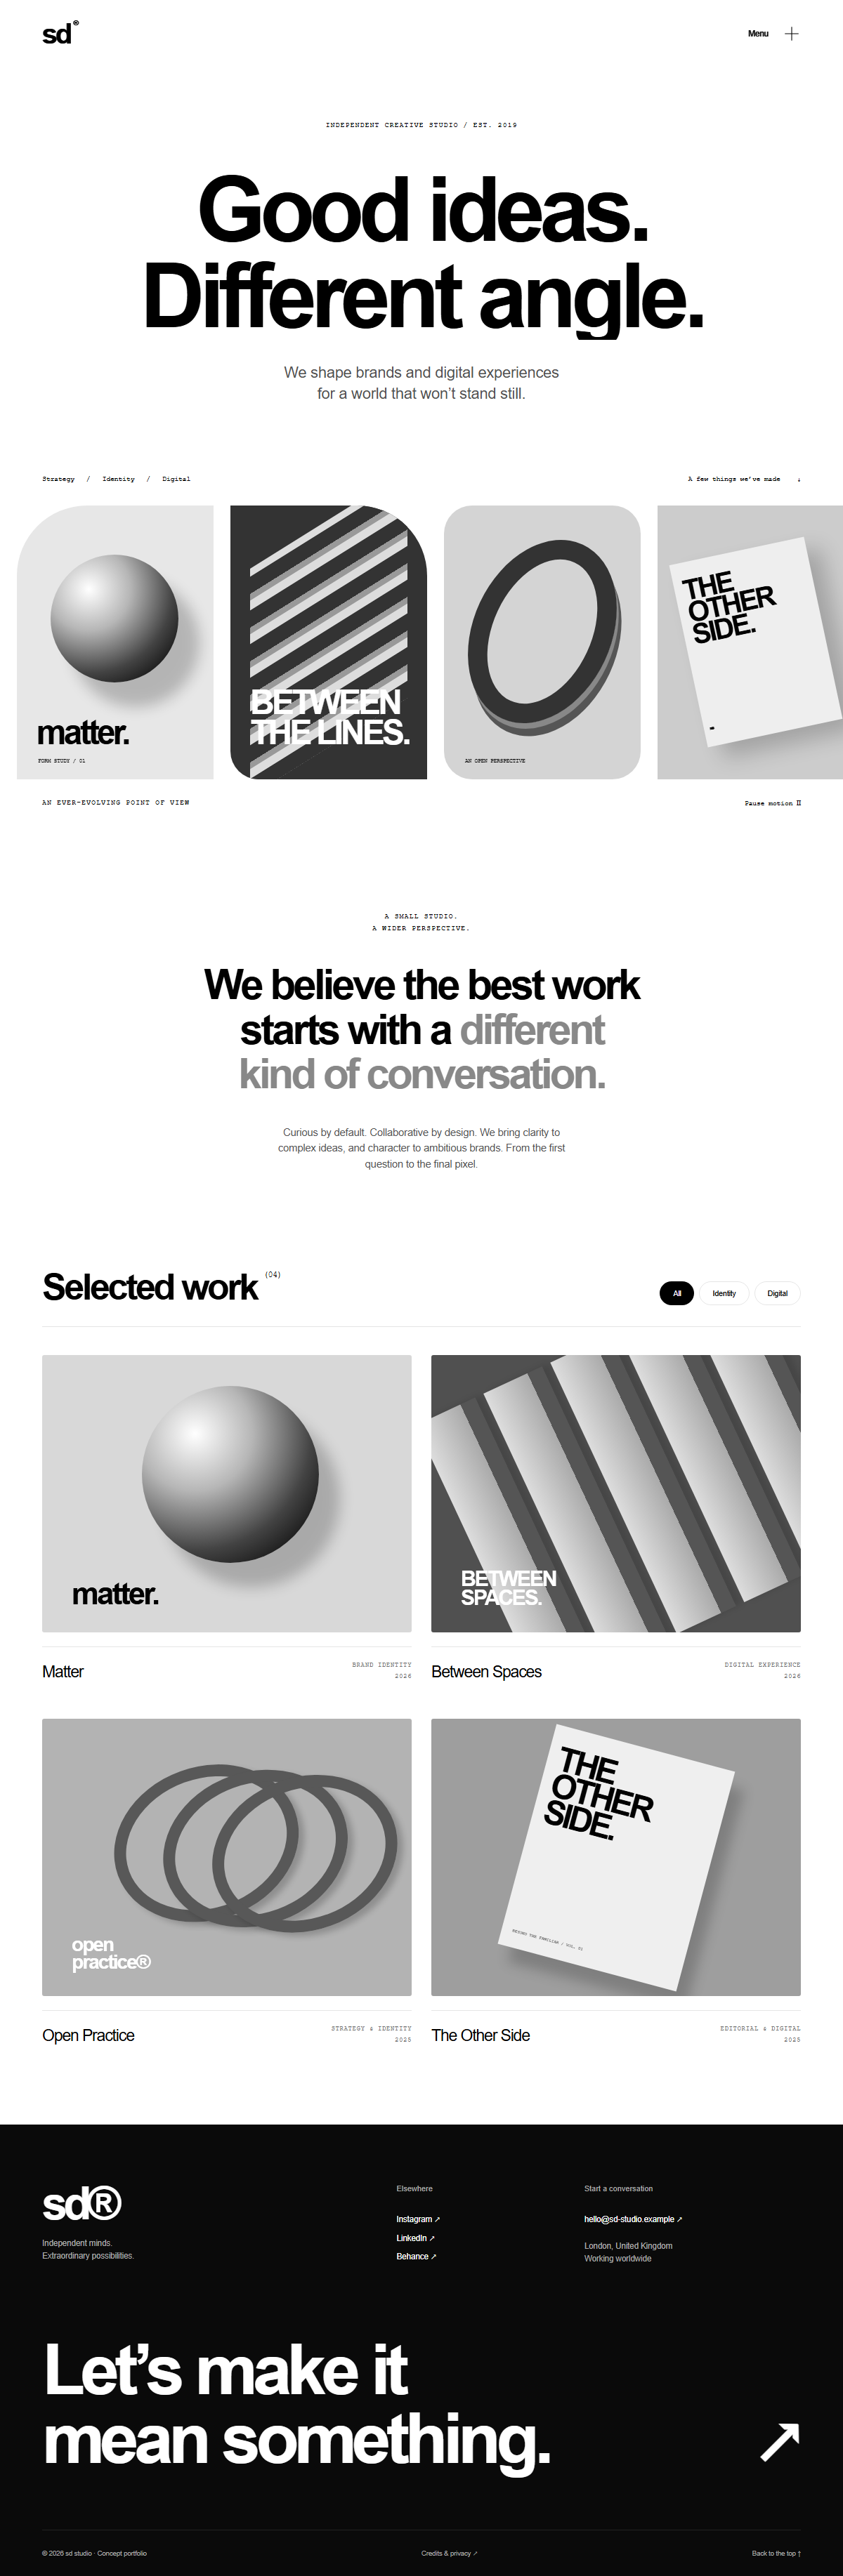 sd®
Menu
INDEPENDENT CREATIVE STUDIO / EST. 2019
Good ideas.
Different angle.
We shape brands and digital experiences
for a world that won’t stand still.
Strategy / Identity / Digital
A few things we’ve made ↓
matter.
FORM STUDY / 01
BETWEEN
THE LINES.
AN OPEN PERSPECTIVE
THE
OTHER
SIDE.
AN EVER-EVOLVING POINT OF VIEW
Pause motion
A SMALL STUDIO.
A WIDER PERSPECTIVE.
We believe the best work
starts with a different
kind of conversation.
Curious by default. Collaborative by design. We bring clarity to
complex ideas, and character to ambitious brands. From the first
question to the final pixel.
Selected work (04)
All
Identity
Digital
matter.
BETWEEN
SPACES.
Matter
BRAND IDENTITY
2026
Between Spaces
DIGITAL EXPERIENCE
2026
open
practice®
THE
OTHER
SIDE.
BEYOND THE FAMILIAR / VOL. 01
Open Practice
STRATEGY & IDENTITY
2025
The Other Side
EDITORIAL & DIGITAL
2025
sd®
Independent minds.
Extraordinary possibilities.
Elsewhere
Instagram ↗
LinkedIn ↗
Behance ↗
Start a conversation
hello@sd-studio.example ↗
London, United Kingdom
Working worldwide
Let’s make it
mean something. ↗
© 2026 sd studio · Concept portfolio
Credits & privacy ↗
Back to the top ↑